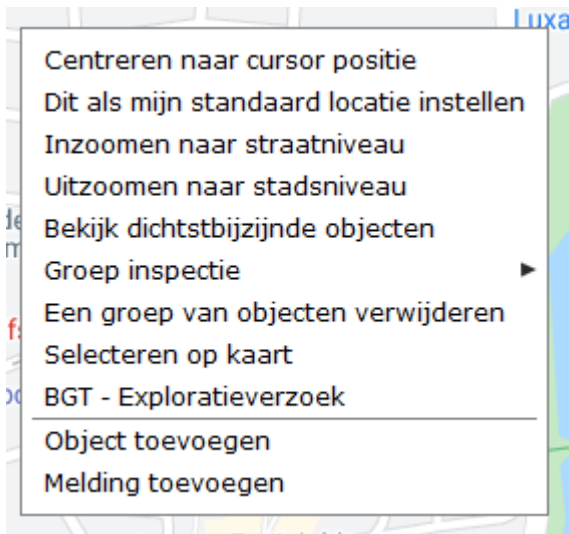 Luxa
Centreren naar cursor positie
Dit als mijn standaard locatie instellen
Inzoomen naar straatniveau
Uitzoomen naar stadsniveau
Bekijk dichtstbijzijnde objecten
Groep inspectie
Een groep van objecten verwijderen
Selecteren op kaart
BGT - Exploratieverzoek
Object toevoegen
Melding toevoegen